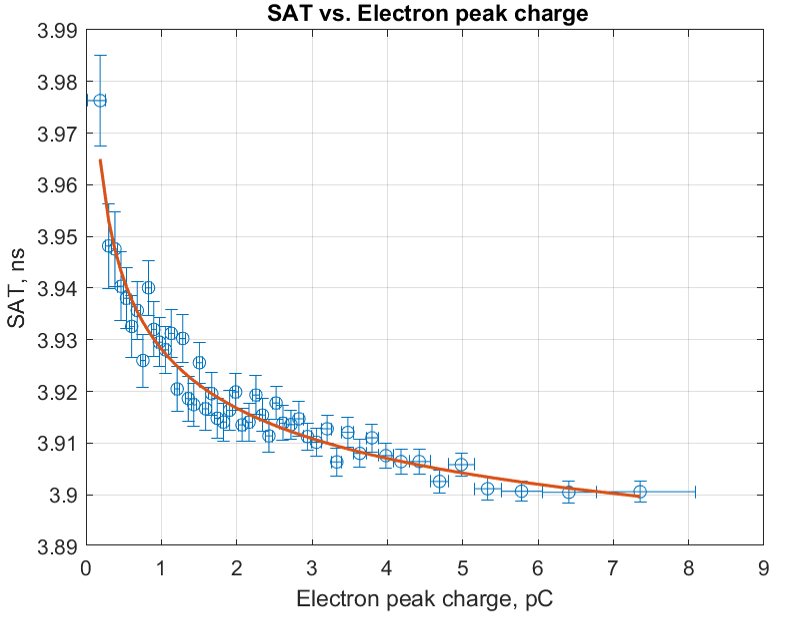 SAT vs. Electron peak charge
3.99
3.98
3.97
3.96
3.95
3.94
3.93
3.92
3.91
3.9
3.89
SAT, ns
0 1 2 3 4 5 6 7 8 9
Electron peak charge, pC